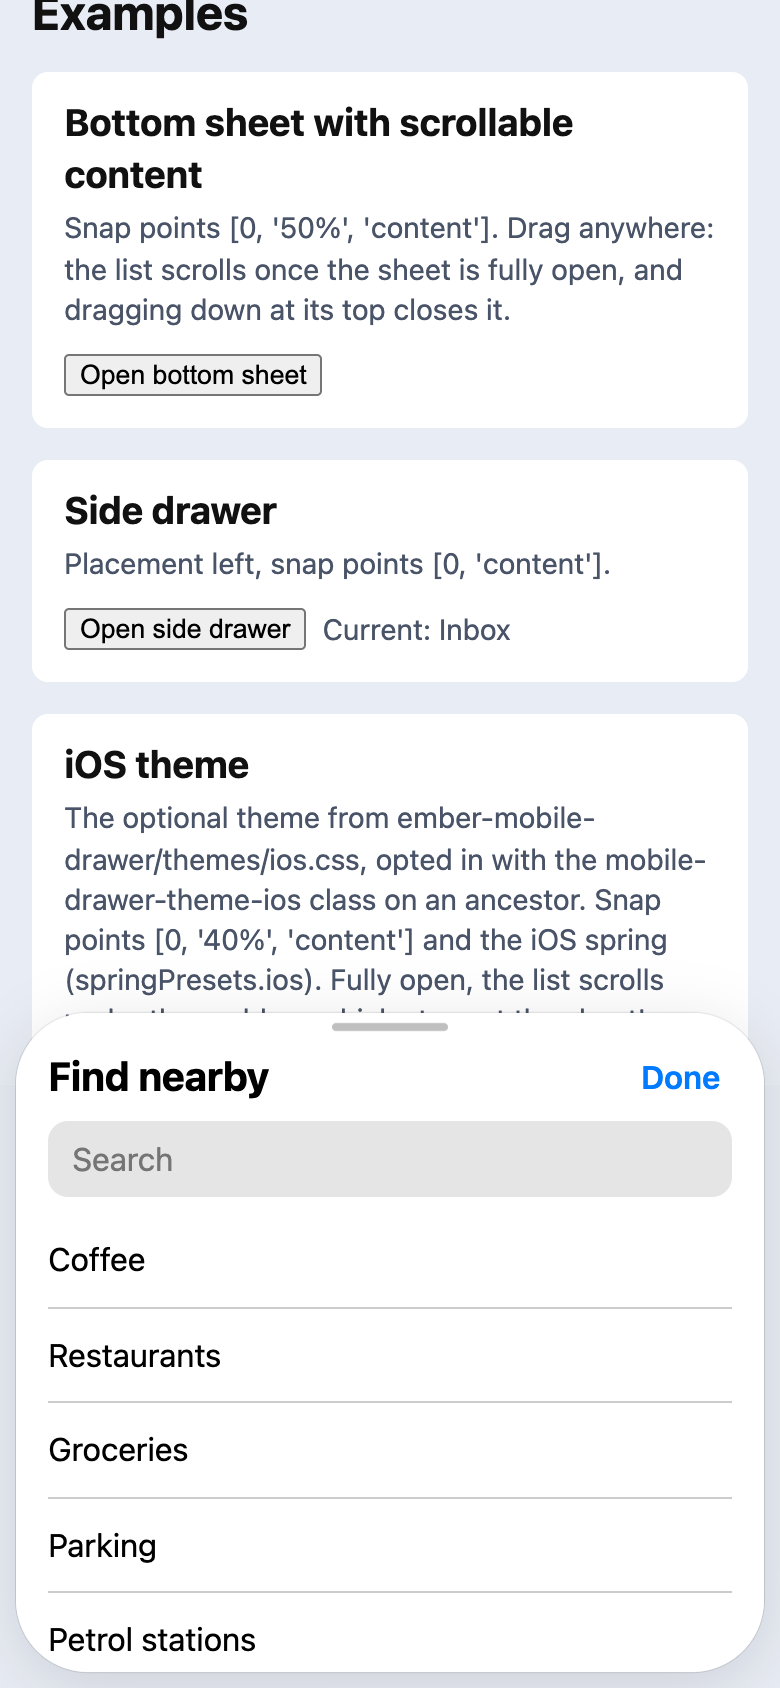 Examples
Bottom sheet with scrollable
content
Snap points [0, '50%', 'content']. Drag anywhere:
the list scrolls once the sheet is fully open, and
dragging down at its top closes it.
Open bottom sheet
Side drawer
Placement left, snap points [0, 'content'].
Open side drawer Current: Inbox
iOS theme
The optional theme from ember-mobile-
drawer/themes/ios.css, opted in with the mobile-
drawer-theme-ios class on an ancestor. Snap
points [0, '40%', 'content'] and the iOS spring
(springPresets.ios). Fully open, the list scrolls
Find nearby
Done
Search
Coffee
Restaurants
Groceries
Parking
Petrol stations